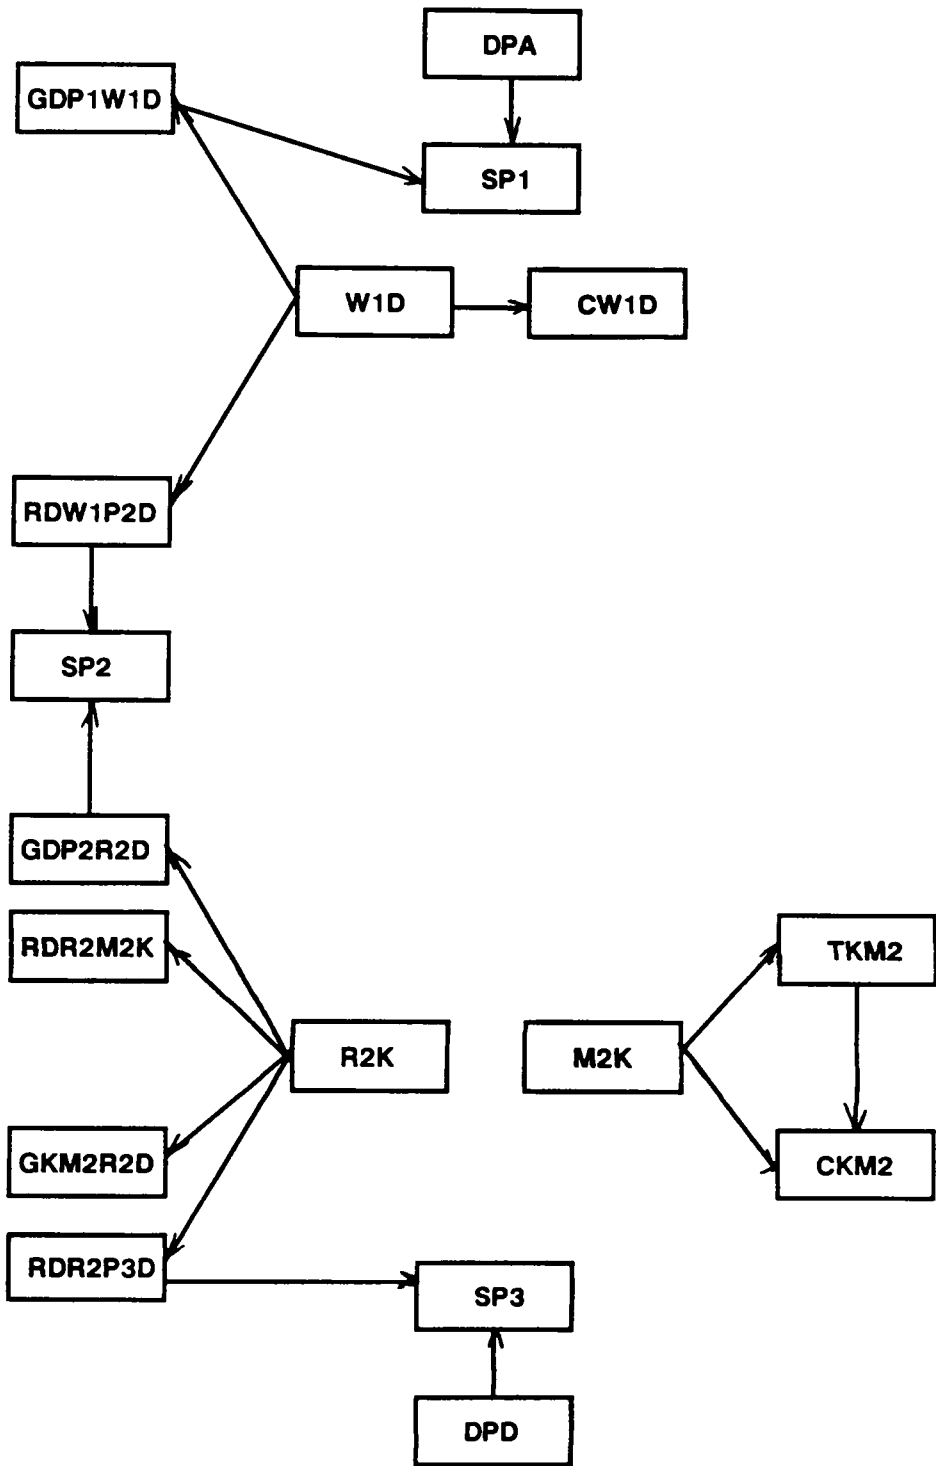 DPA
GDP1W1D
SP1
W1D
CW1D
RDW1P2D
SP2
GDP2R2D
RDR2M2K
TKM2
R2K
M2K
GKM2R2D
CKM2
RDR2P3D
SP3
DPD